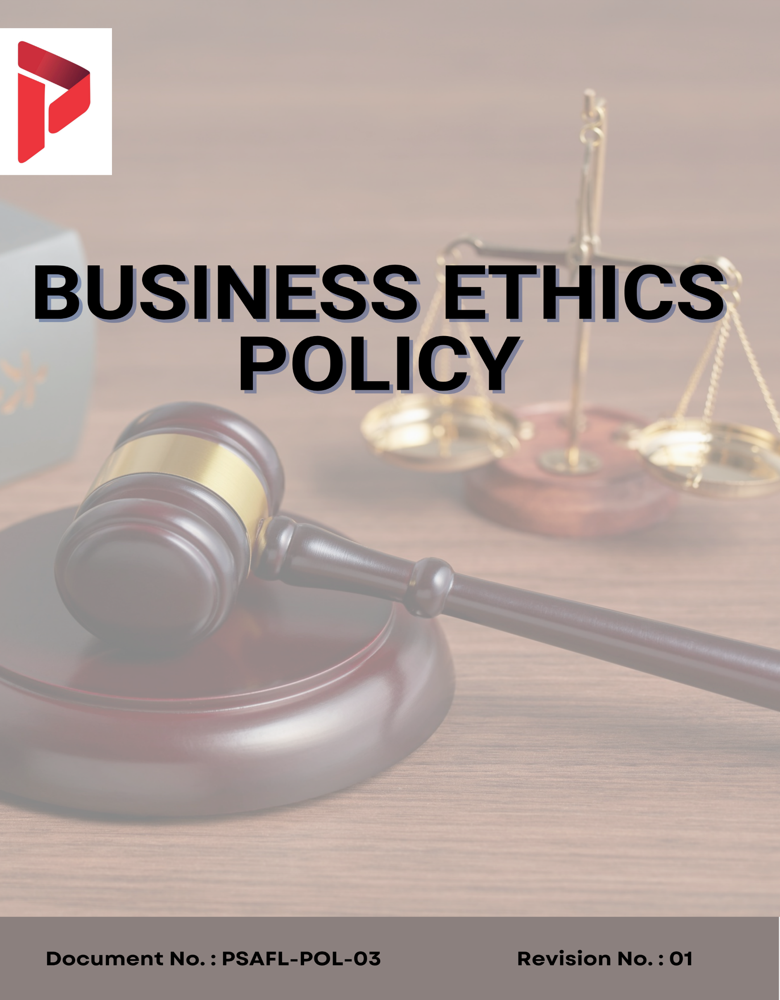 BUSINESS ETHICS
POLICY
Document No. : PSAFL-POL-03
Revision No. : 01